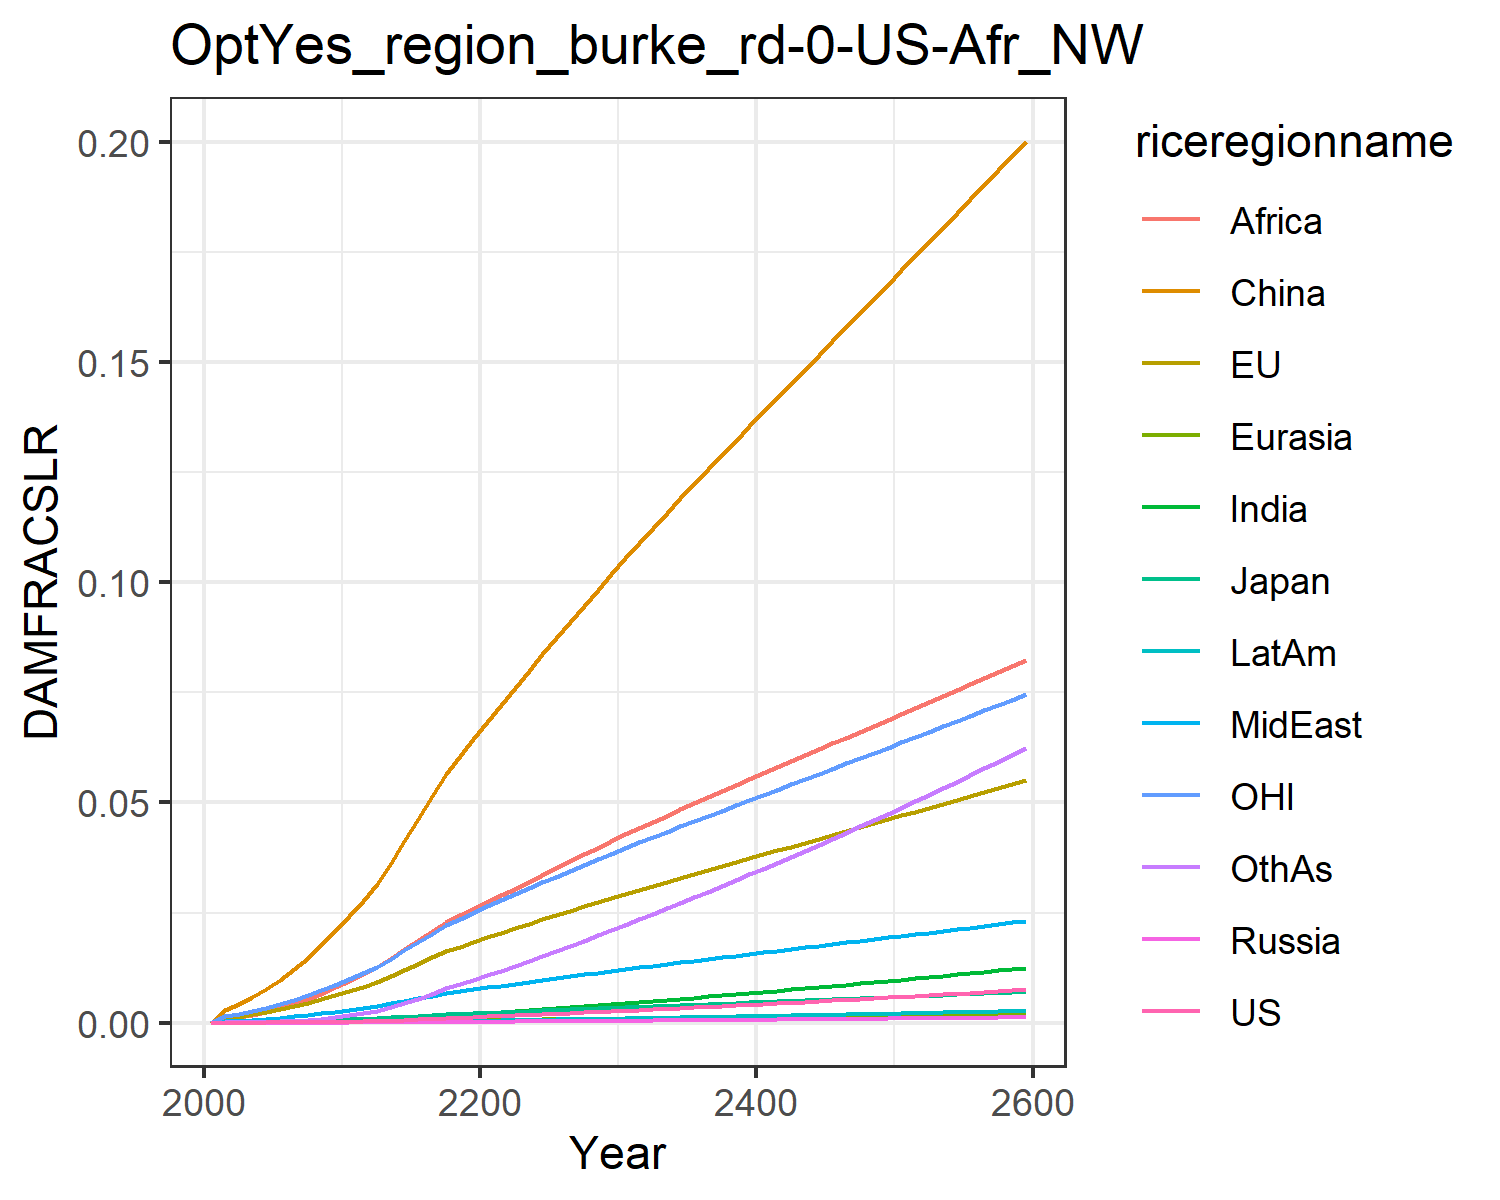 OptYes_region_burke_rd-0-US-Afr_NW
DAMFRACSLR
0.20
0.15
0.10
0.05
0.00
2000
2200
2400
2600
Year
riceregionname
Africa
China
EU
Eurasia
India
Japan
LatAm
MidEast
OHI
OthAs
Russia
US